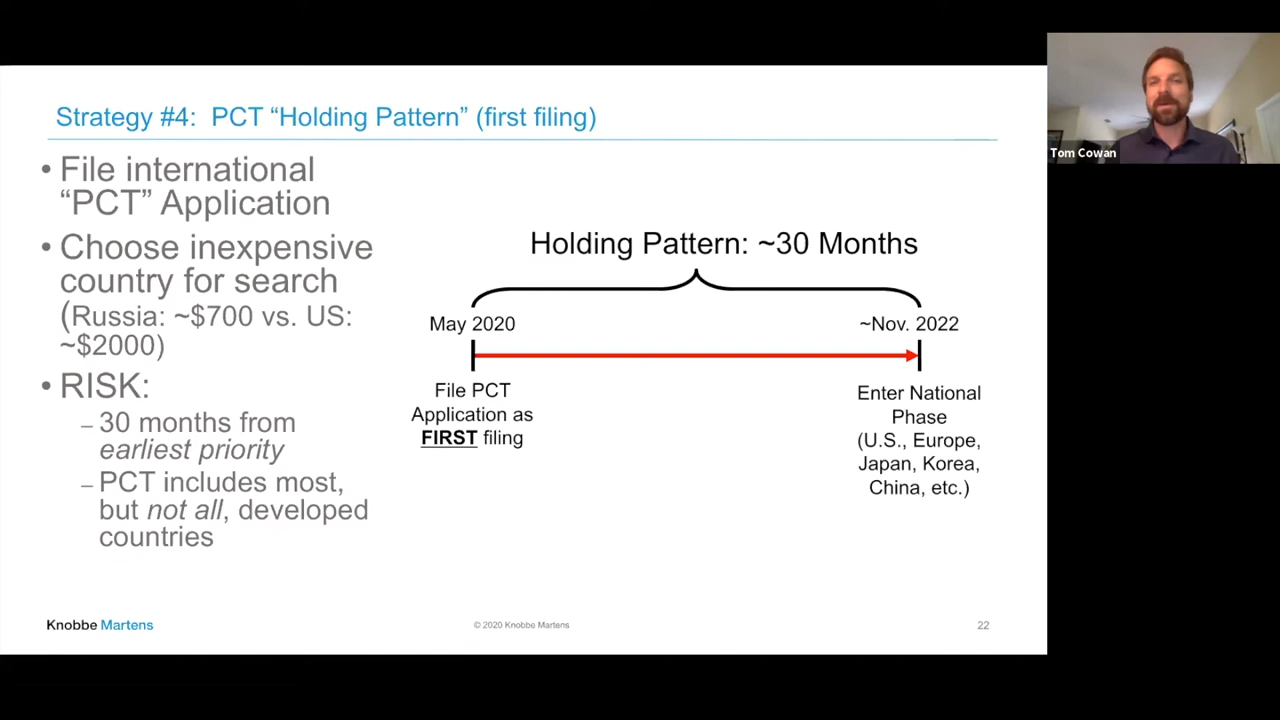 Strategy #4: PCT “Holding Pattern” (first filing)
• File international
“PCT” Application
• Choose inexpensive
country for search
(Russia: ~$700 vs. US:
~$2000)
• RISK:
– 30 months from
earliest priority
– PCT includes most,
but not all, developed
countries
Holding Pattern: ~30 Months
May 2020
~Nov. 2022
File PCT
Application as
FIRST filing
Enter National
Phase
(U.S., Europe,
Japan, Korea,
China, etc.)
Knobbe Martens
© 2020 Knobbe Martens
22
Tom Cowan